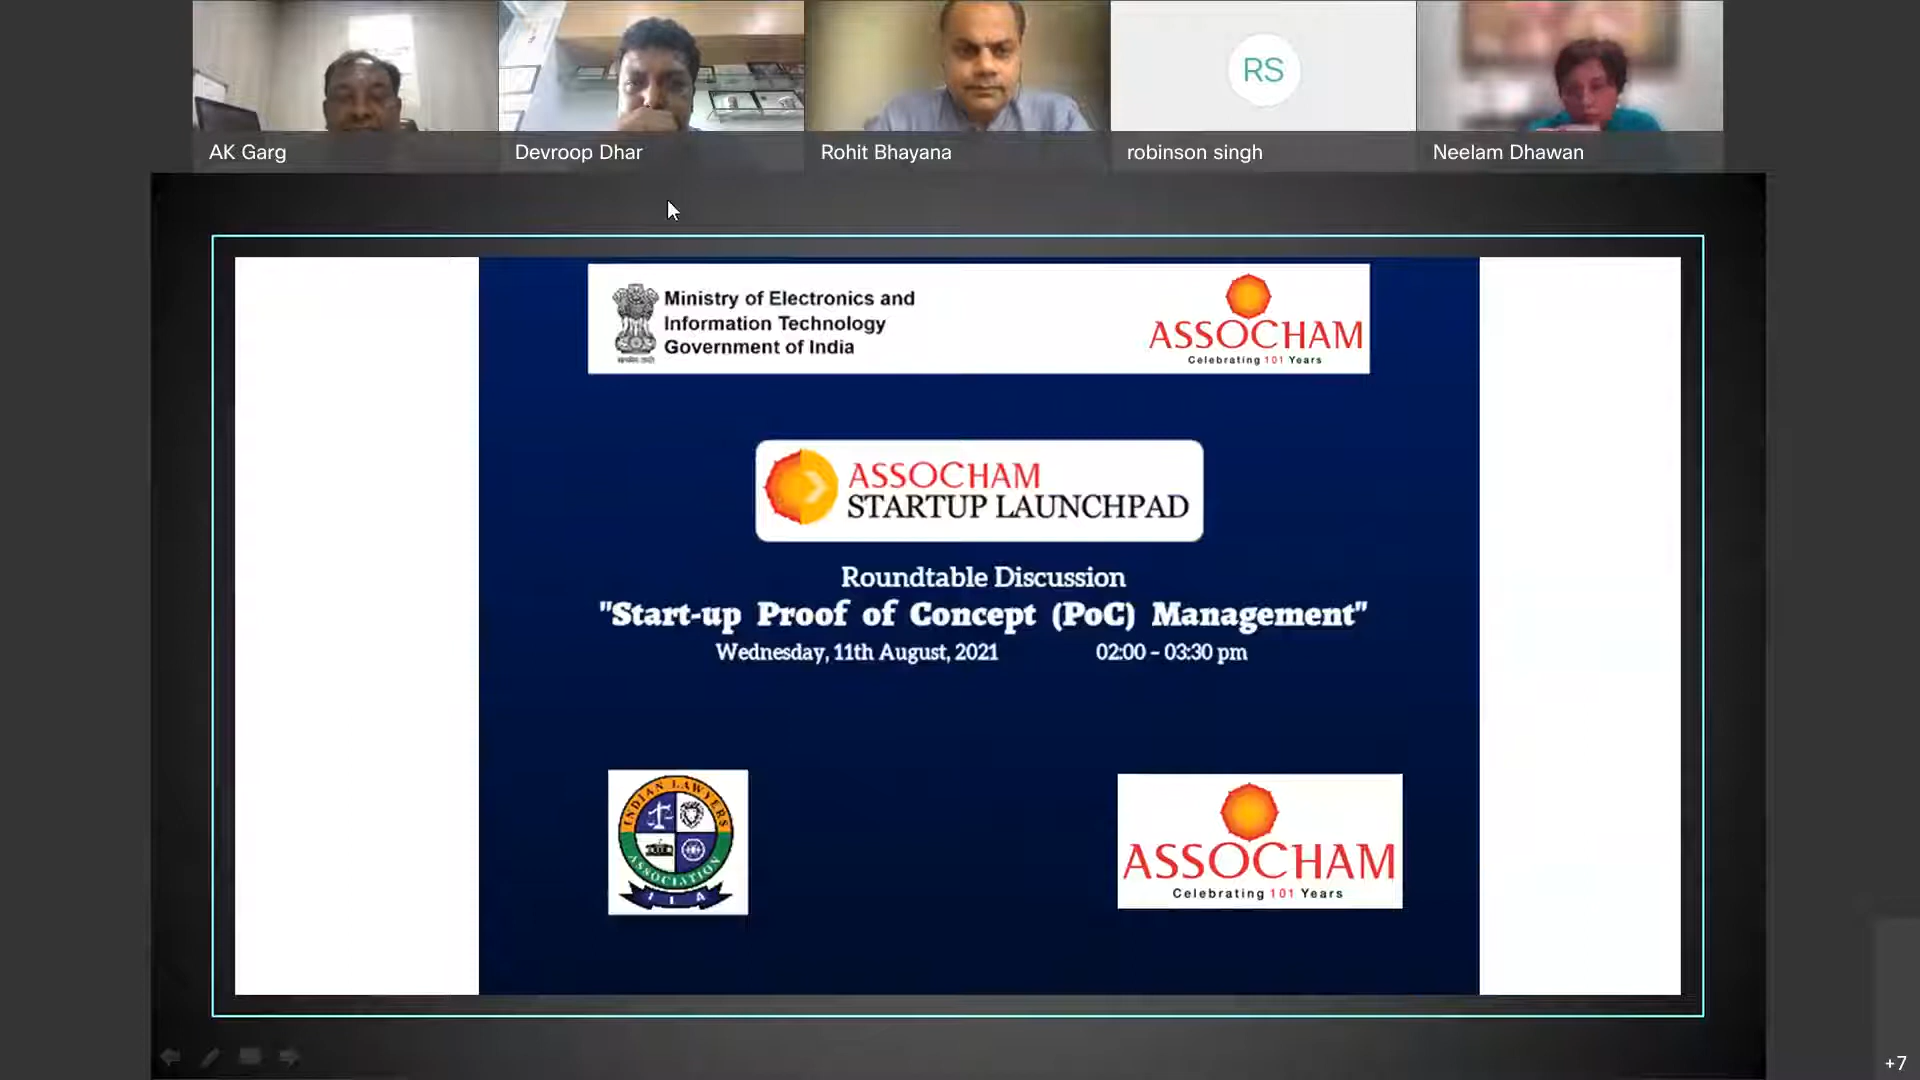 AK Garg
Devroop Dhar
Rohit Bhayana
RS
robinson singh
Neelam Dhawan
Ministry of Electronics and
Information Technology
Government of India
ASSOCHAM
Celebrating 101 Years
ASSOCHAM
STARTUP LAUNCHPAD
Roundtable Discussion
"Start-up Proof of Concept (PoC) Management"
Wednesday, 11th August, 2021 02:00 - 03:30 pm
INDIAN LAWYERS
ASSOCIATION
ILA
ASSOCHAM
Celebrating 101 Years
+7